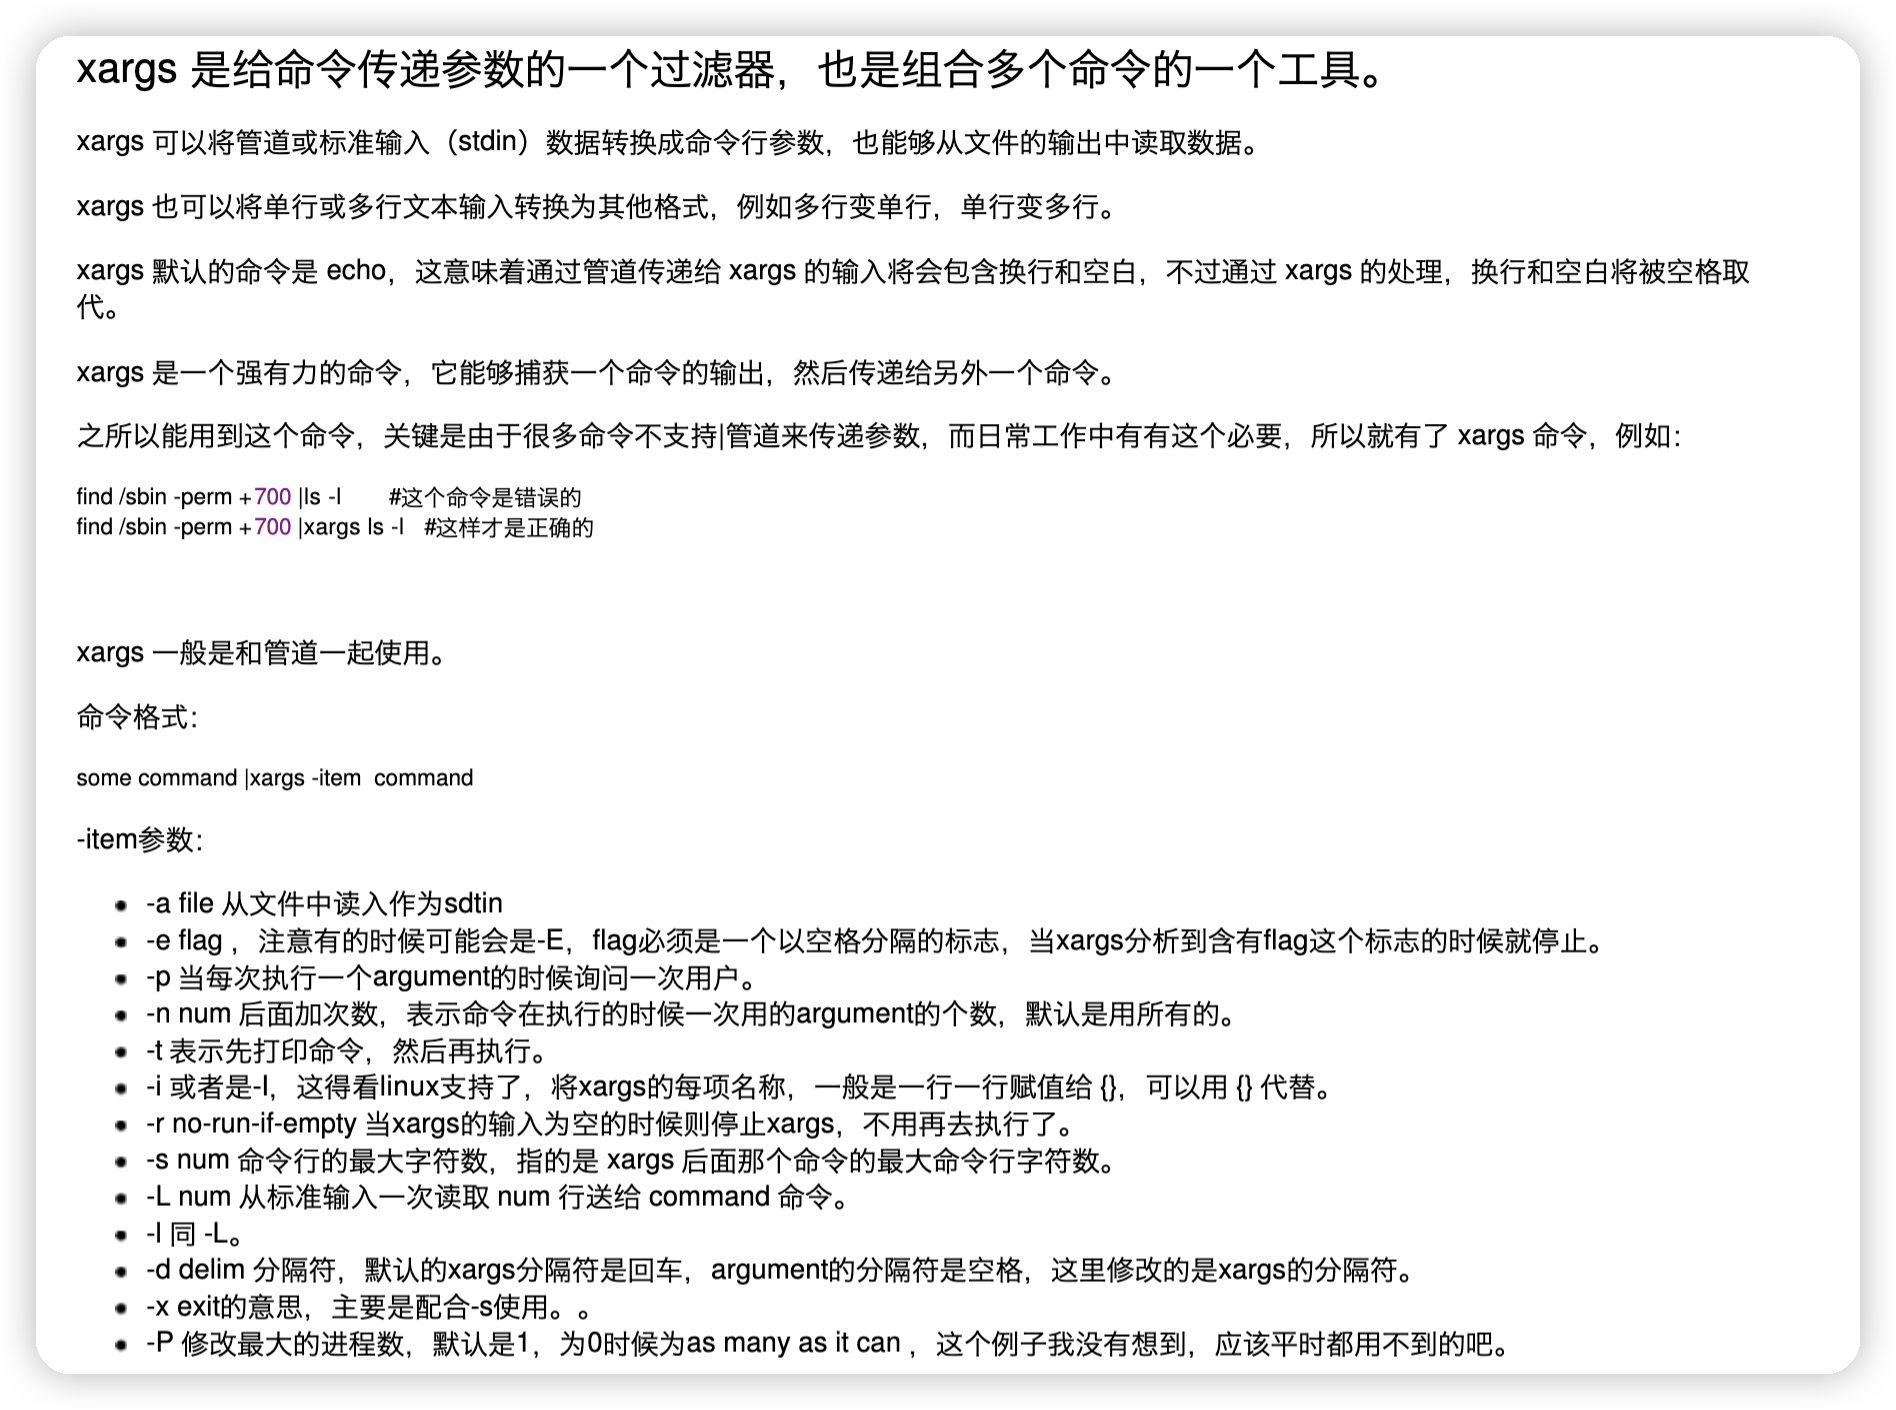 xargs 是给命令传递参数的一个过滤器，也是组合多个命令的一个工具。
xargs 可以将管道或标准输入（stdin）数据转换成命令行参数，也能够从文件的输出中读取数据。
xargs 也可以将单行或多行文本输入转换为其他格式，例如多行变单行，单行变多行。
xargs 默认的命令是 echo，这意味着通过管道传递给 xargs 的输入将会包含换行和空白，不过通过 xargs 的处理，换行和空白将被空格取
代。
xargs 是一个强有力的命令，它能够捕获一个命令的输出，然后传递给另外一个命令。
之所以能用到这个命令，关键是由于很多命令不支持|管道来传递参数，而日常工作中有有这个必要，所以就有了 xargs 命令，例如：
find /sbin -perm +700 |ls -l       #这个命令是错误的
find /sbin -perm +700 |xargs ls -l   #这样才是正确的
xargs 一般是和管道一起使用。
命令格式：
some command |xargs -item  command
-item参数：
• -a file 从文件中读入作为sdtin
• -e flag ，注意有的时候可能会是-E，flag必须是一个以空格分隔的标志，当xargs分析到含有flag这个标志的时候就停止。
• -p 当每次执行一个argument的时候询问一次用户。
• -n num 后面加次数，表示命令在执行的时候一次用的argument的个数，默认是用所有的。
• -t 表示先打印命令，然后再执行。
• -i 或者是-I，这得看linux支持了，将xargs的每项名称，一般是一行一行赋值给 {}，可以用 {} 代替。
• -r no-run-if-empty 当xargs的输入为空的时候则停止xargs，不用再去执行了。
• -s num 命令行的最大字符数，指的是 xargs 后面那个命令的最大命令行字符数。
• -L num 从标准输入一次读取 num 行送给 command 命令。
• -l 同 -L。
• -d delim 分隔符，默认的xargs分隔符是回车，argument的分隔符是空格，这里修改的是xargs的分隔符。
• -x exit的意思，主要是配合-s使用。。
• -P 修改最大的进程数，默认是1，为0时候为as many as it can ，这个例子我没有想到，应该平时都用不到的吧。